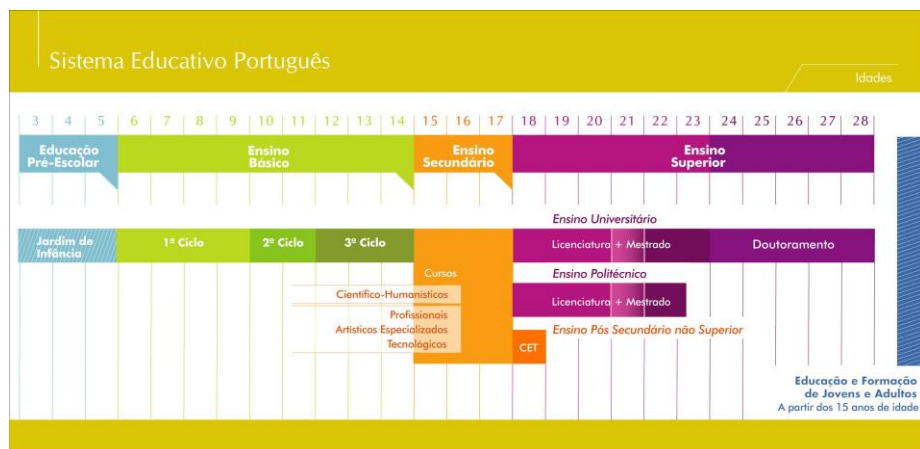 Sistema Educativo Português
Idades
3 4 5 6 7 8 9 10 11 12 13 14 15 16 17 18 19 20 21 22 23 24 25 26 27 28
Educação
Pré-Escolar
Ensino
Básico
Ensino
Secundário
Ensino
Superior
Ensino Universitário
Jardim de
Infância
1º Ciclo
2º Ciclo
3º Ciclo
Licenciatura + Mestrado
Doutoramento
Cursos
Ensino Politécnico
Científico-Humanísticos
Licenciatura + Mestrado
Profissionais
Artísticos Especializados
Tecnológicos
Ensino Pós Secundário não Superior
CET
Educação e Formação
de Jovens e Adultos
A partir dos 15 anos de idade